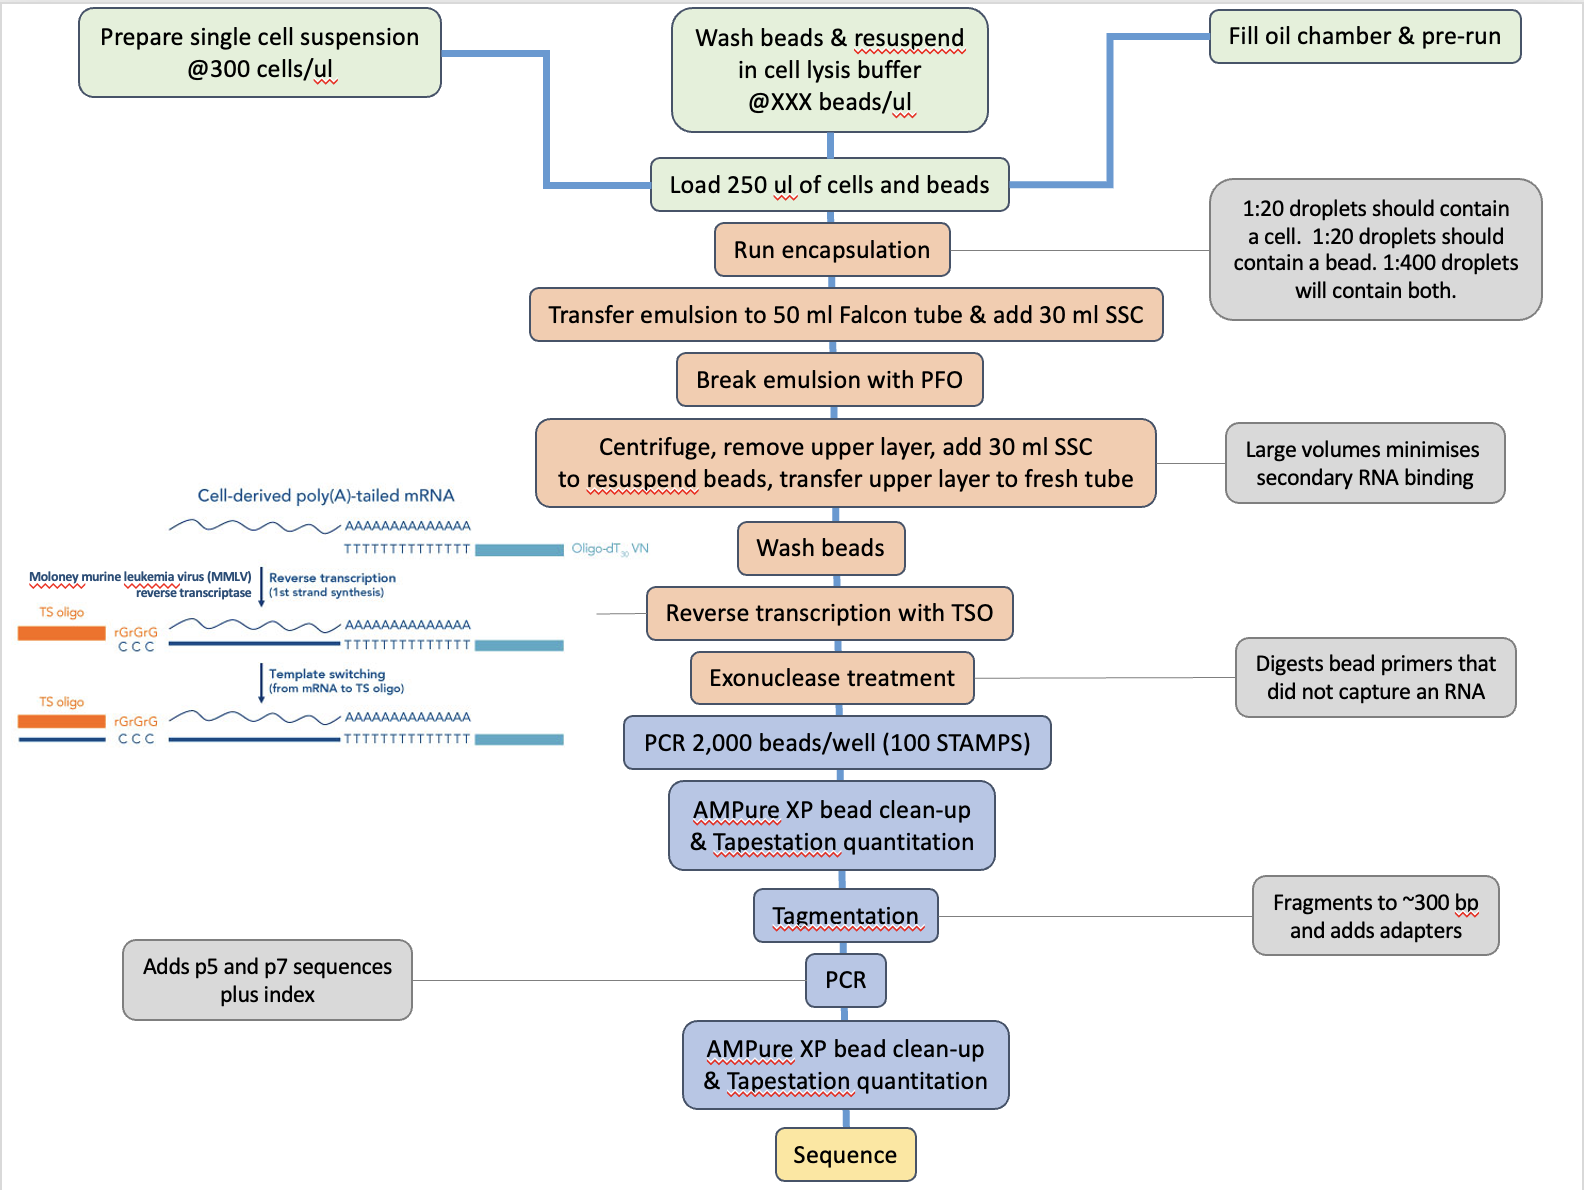 Prepare single cell suspension
@300 cells/ul
Wash beads & resuspend
in cell lysis buffer
@XXX beads/ul
Fill oil chamber & pre-run
Load 250 ul of cells and beads
Run encapsulation
1:20 droplets should contain
a cell.  1:20 droplets should
contain a bead. 1:400 droplets
will contain both.
Transfer emulsion to 50 ml Falcon tube & add 30 ml SSC
Break emulsion with PFO
Centrifuge, remove upper layer, add 30 ml SSC
to resuspend beads, transfer upper layer to fresh tube
Large volumes minimises
secondary RNA binding
Wash beads
Reverse transcription with TSO
Cell-derived poly(A)-tailed mRNA
AAAAAAAAAAAAAA
TTTTTTTTTTTTTT
Oligo-dT30 VN
Moloney murine leukemia virus (MMLV)
reverse transcriptase
Reverse transcription
(1st strand synthesis)
TS oligo
rGrGrG
AAAAAAAAAAAAAA
C C C
TTTTTTTTTTTTTT
Template switching
(from mRNA to TS oligo)
TS oligo
rGrGrG
AAAAAAAAAAAAAA
C C C
TTTTTTTTTTTTTT
Exonuclease treatment
Digests bead primers that
did not capture an RNA
PCR 2,000 beads/well (100 STAMPS)
AMPure XP bead clean-up
& Tapestation quantitation
Tagmentation
Fragments to ~300 bp
and adds adapters
Adds p5 and p7 sequences
plus index
PCR
AMPure XP bead clean-up
& Tapestation quantitation
Sequence